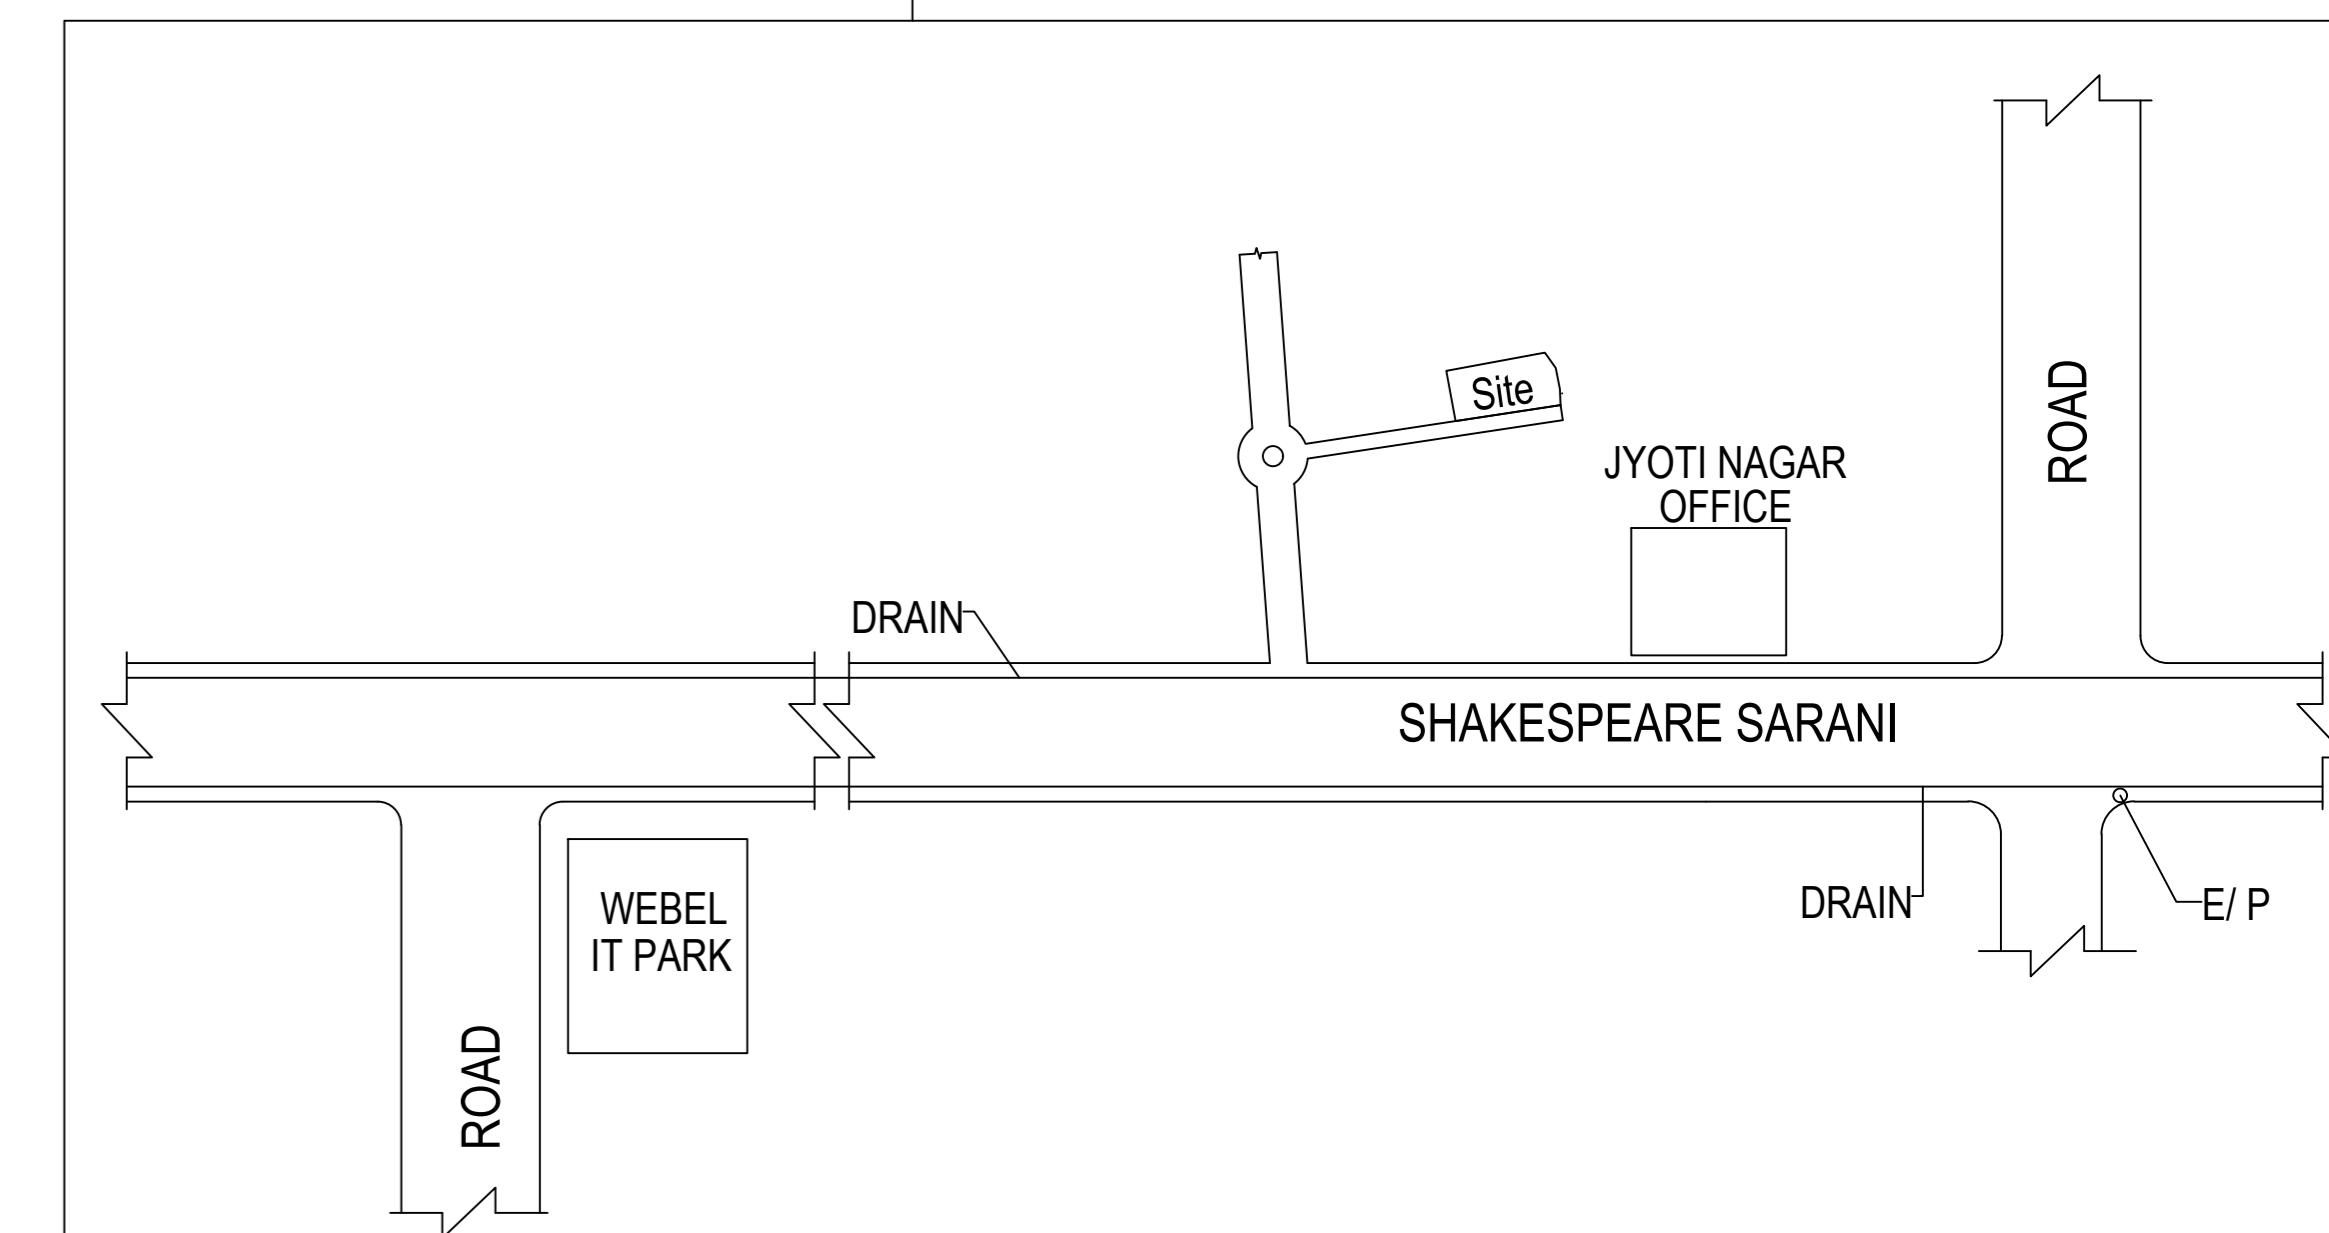 Site
ROAD
JYOTI NAGAR
OFFICE
DRAIN
SHAKESPEARE SARANI
WEBEL
IT PARK
DRAIN
E/ P
ROAD